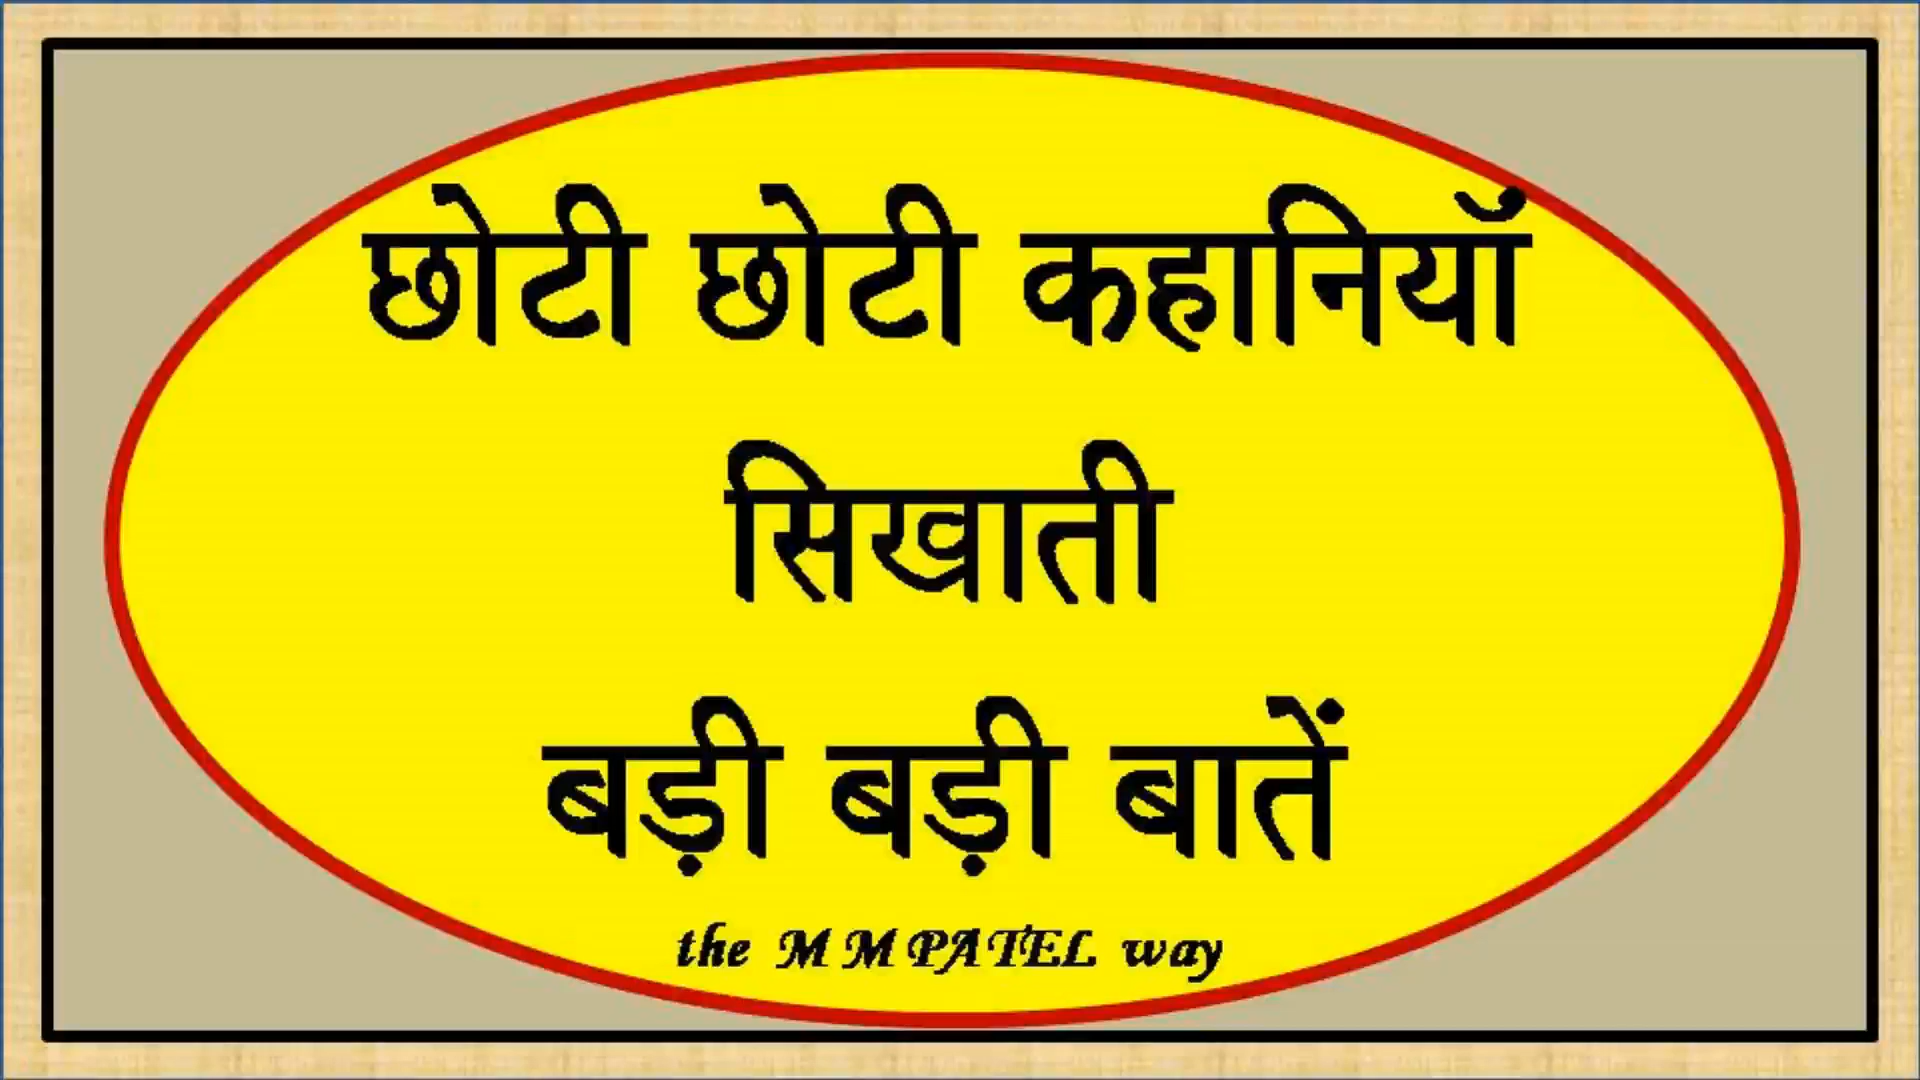 छोटी छोटी कहानियाॅं
सिखाती
बड़ी बड़ी बातें
the M M PATEL way